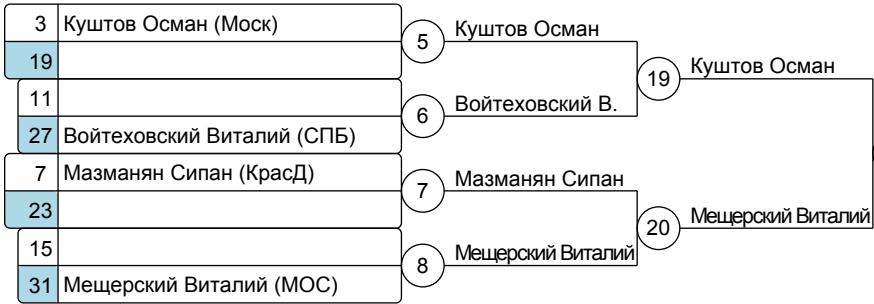 3 Куштов Осман (Моск)
19
5 Куштов Осман
11
27 Войтеховский Виталий (СПБ)
6 Войтеховский В.
19 Куштов Осман
7 Мазманян Сипан (КрасД)
23
7 Мазманян Сипан
15
31 Мещерский Виталий (МОС)
8 Мещерский Виталий
20 Мещерский Виталий